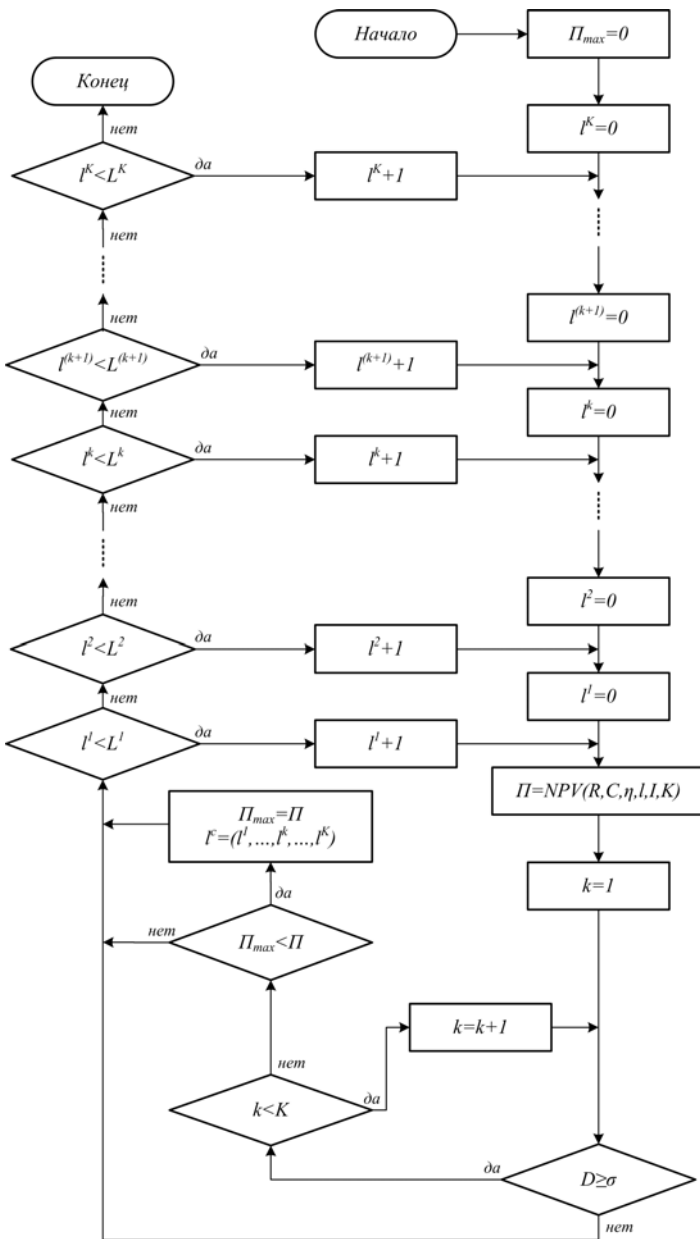 Начало
Π_max=0
Конец
l^K=0
нет
l^K<L^K
да
l^K+1
нет
l^(k+1)=0
нет
l^(k+1)<L^(k+1)
да
l^(k+1)+1
нет
l^k=0
l^k<L^k
да
l^k+1
нет
l^2=0
нет
l^2<L^2
да
l^2+1
нет
l^1=0
l^1<L^1
да
l^1+1
Π=NPV(R,C,η,l,I,K)
Π_max=Π
l^c=(l^1,...,l^k,...,l^K)
k=1
да
нет
Π_max<Π
k=k+1
нет
k<K
да
да
D≥σ
нет